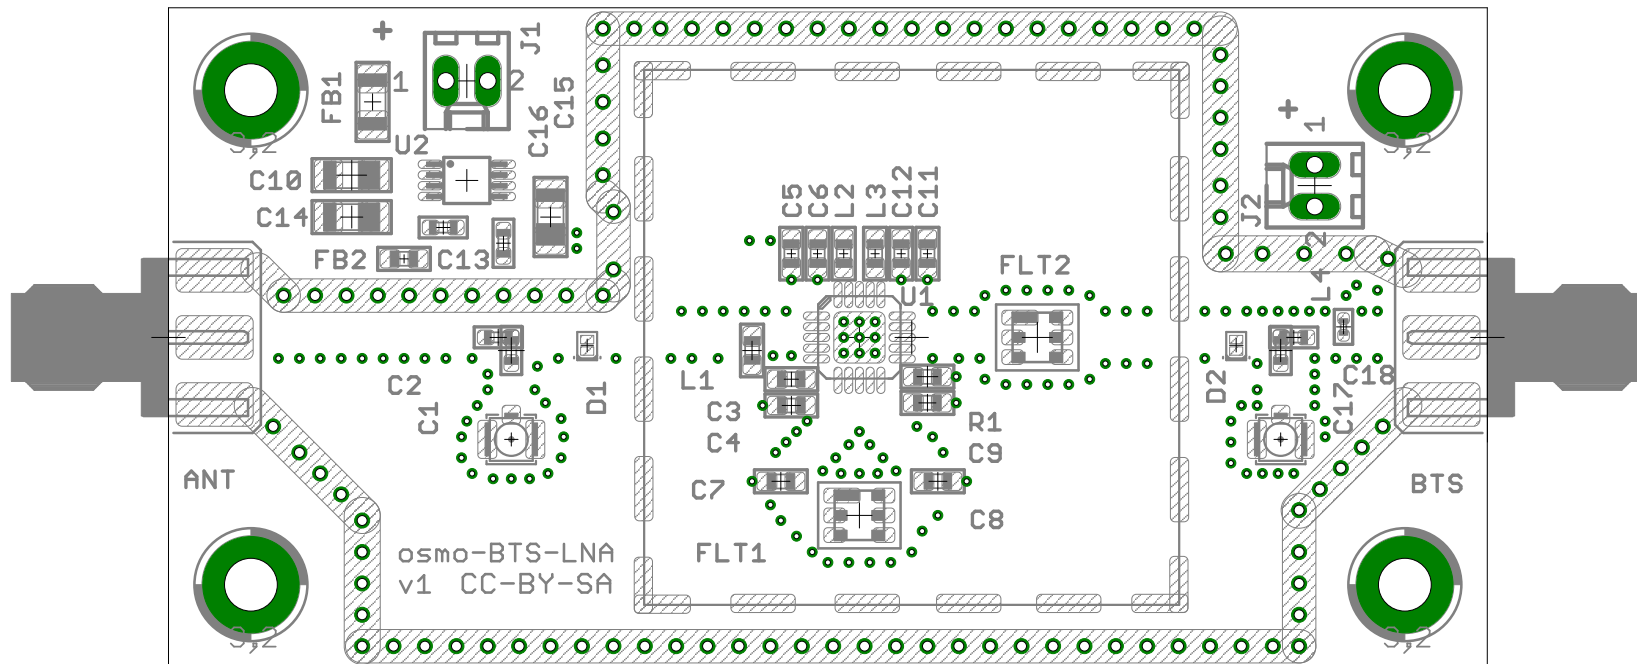 +
J1
FB1
1
2
C15
C16
U2
C10
C14
FB2
C13
3,2
3,2
+
1
J2
2
C5
C6
L2
L3
C12
C11
U1
FLT2
L4
C2
C1
D1
L1
C3
C4
R1
C9
D2
C17
C18
C7
C8
FLT1
ANT
BTS
osmo-BTS-LNA
v1 CC-BY-SA
3,2
3,2